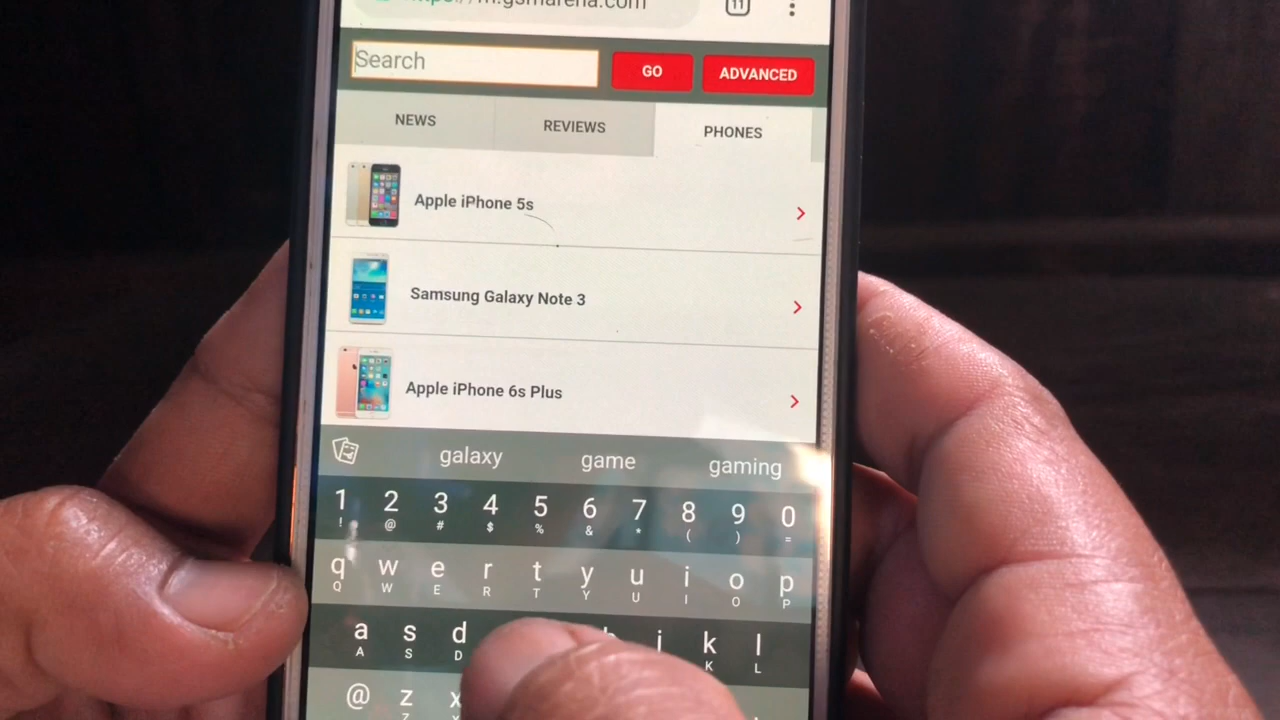 https://m.gsmarena.com
11
Search
GO
ADVANCED
NEWS
REVIEWS
PHONES
Apple iPhone 5s
Samsung Galaxy Note 3
Apple iPhone 6s Plus
galaxy game gaming
1 2 3 4 5 6 7 8 9 0
! @ # $ % & * ( ) =
q w e r t y u i o p
Q W E R T Y U I O P
a s d j k l
A S D K L
@ z x
Z